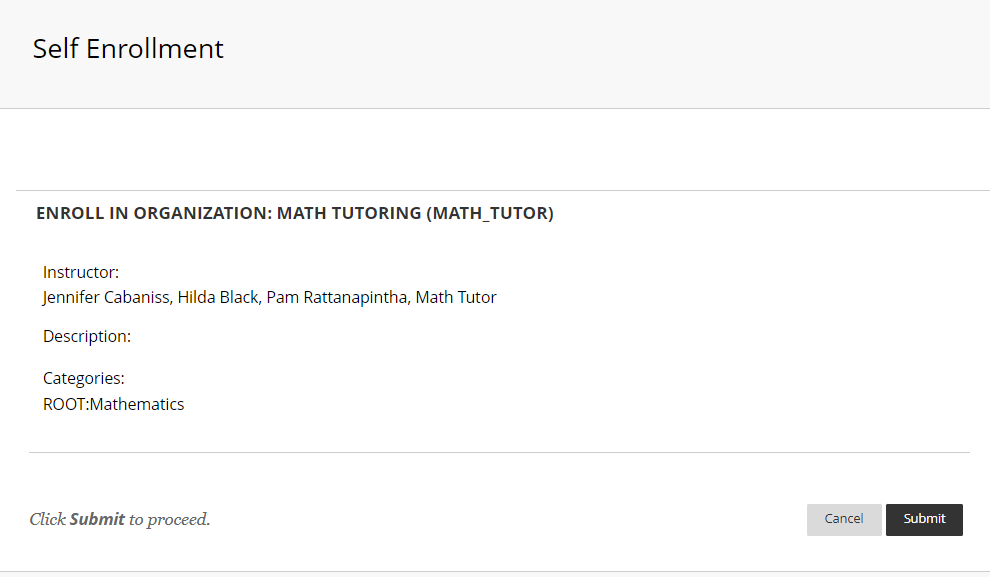 Self Enrollment
ENROLL IN ORGANIZATION: MATH TUTORING (MATH_TUTOR)
Instructor:
Jennifer Cabaniss, Hilda Black, Pam Rattanapintha, Math Tutor
Description:
Categories:
ROOT:Mathematics
Click Submit to proceed.
Cancel
Submit